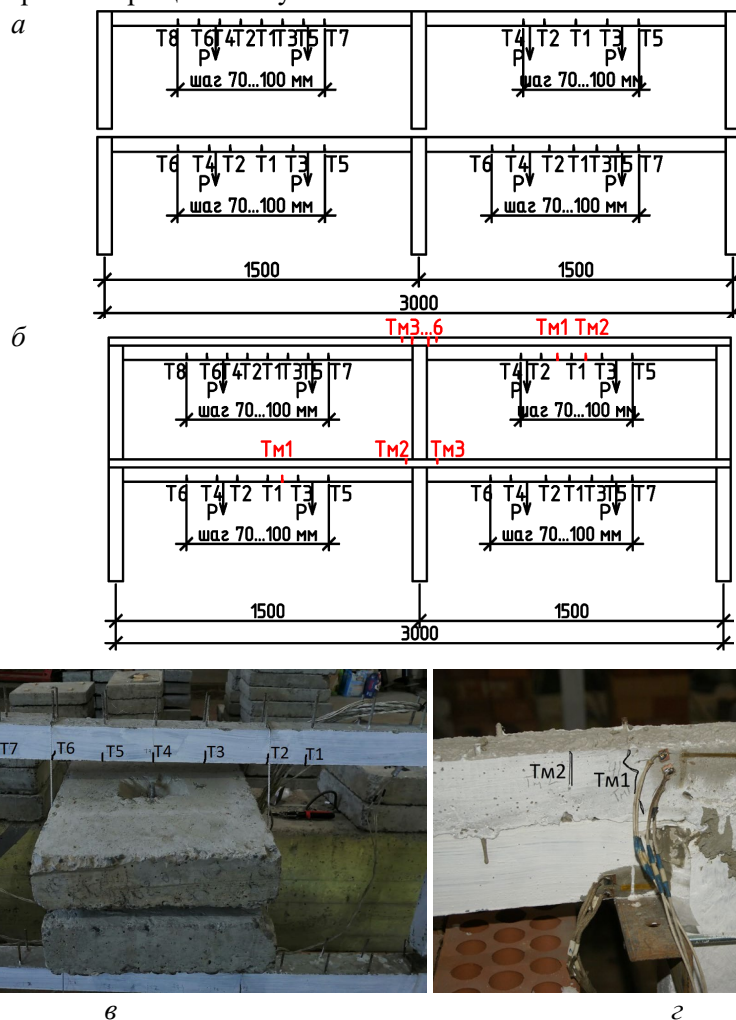 а
Т8 Т6 Т4 Т2 Т1 Т3 Т5 Т7 Т4 Т2 Т1 Т3 Т5
Р Р Р Р
шаг 70...100 мм шаг 70...100 мм
Т6 Т4 Т2 Т1 Т3 Т5 Т6 Т4 Т2 Т1 Т3 Т5 Т7
Р Р Р Р
шаг 70...100 мм шаг 70...100 мм
1500 1500
3000
б
Тм3...6 Тм1 Тм2
Т8 Т6 Т4 Т2 Т1 Т3 Т5 Т7 Т4 Т2 Т1 Т3 Т5
Р Р Р Р
шаг 70...100 мм шаг 70...100 мм
Тм1 Тм2 Тм3
Т6 Т4 Т2 Т1 Т3 Т5 Т6 Т4 Т2 Т1 Т3 Т5 Т7
Р Р Р Р
шаг 70...100 мм шаг 70...100 мм
1500 1500
3000
Т7 Т6 Т5 Т4 Т3 Т2 Т1
Тм2 Тм1
в г